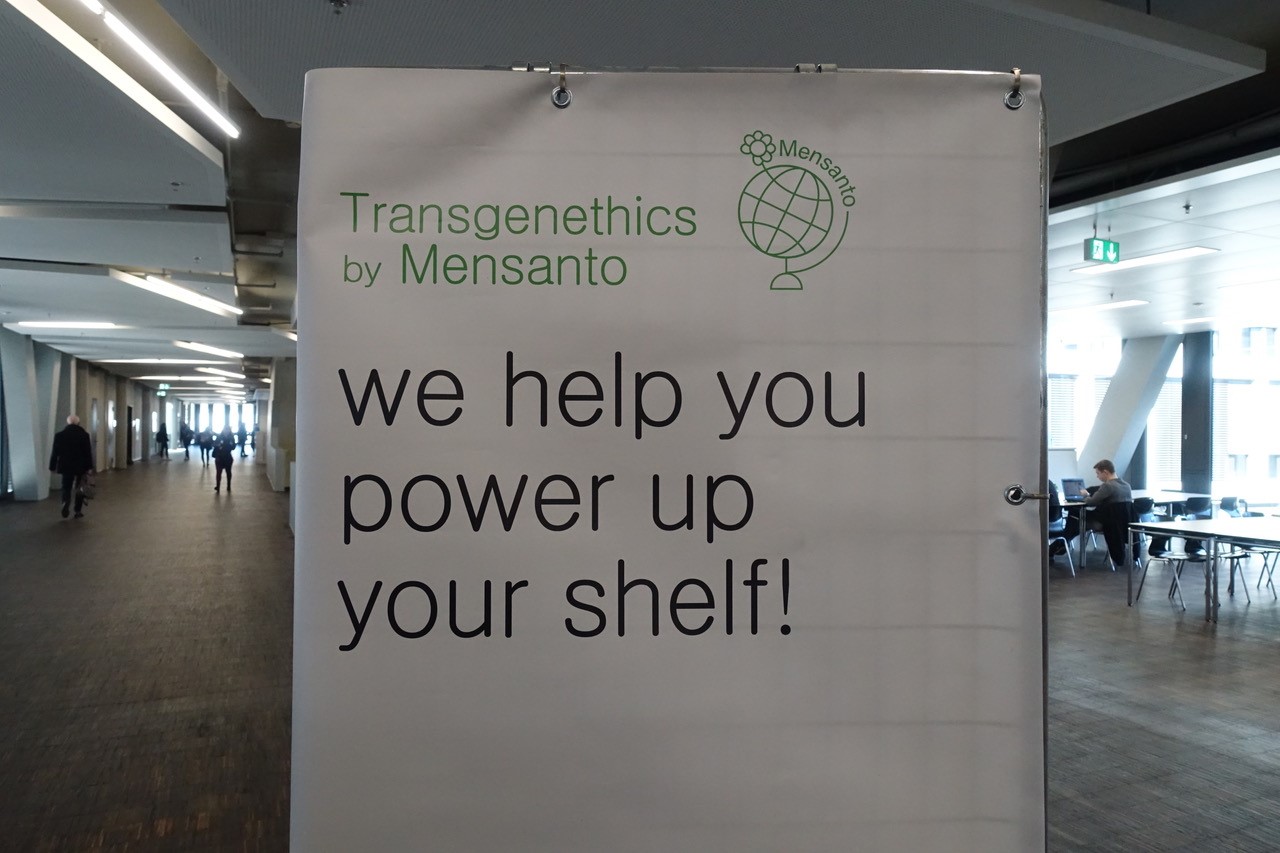 Mensanto
Transgenethics
by Mensanto
we help you
power up
your shelf!